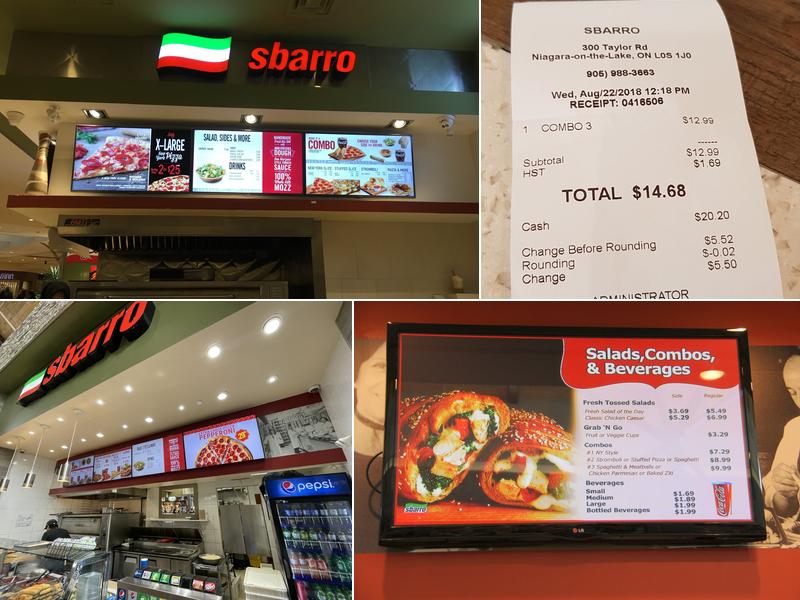 sbarro
X-LARGE
2 $25
SALAD, SIDES & MORE
DRINKS
DOUGH
SAUCE
100%
MOZZ
COMBO
SBARRO
300 Taylor Rd
Niagara-on-the-Lake, ON L0S 1J0
905) 988-3663
Wed, Aug/22/2018 12:18 PM
RECEIPT: 0416506
1 COMBO 3 $12.99
------
Subtotal $12.99
HST $1.69
TOTAL $14.68
Cash $20.20
Change Before Rounding $5.52
Rounding $-0.02
Change $5.50
ADMINISTRATOR
sbarro
PEPPERONI
pepsi
Salads,Combos,
& Beverages
Side Regular
Fresh Tossed Salads
Fresh Salad of the Day $3.69 $5.49
Classic Chicken Caesar $5.29 $6.99
Grab 'N Go
Fruit or Veggie Cups $3.29
Combos
#1 NY Style $7.29
#2 Stromboli or Stuffed Pizza or Spaghetti $8.99
#3 Spaghetti & Meatballs or $9.99
Chicken Parmesan or Baked Ziti
Beverages
Small $1.69
Medium $1.89
Large $1.99
Bottled Beverages $1.99
Coca-Cola
sbarro
LG